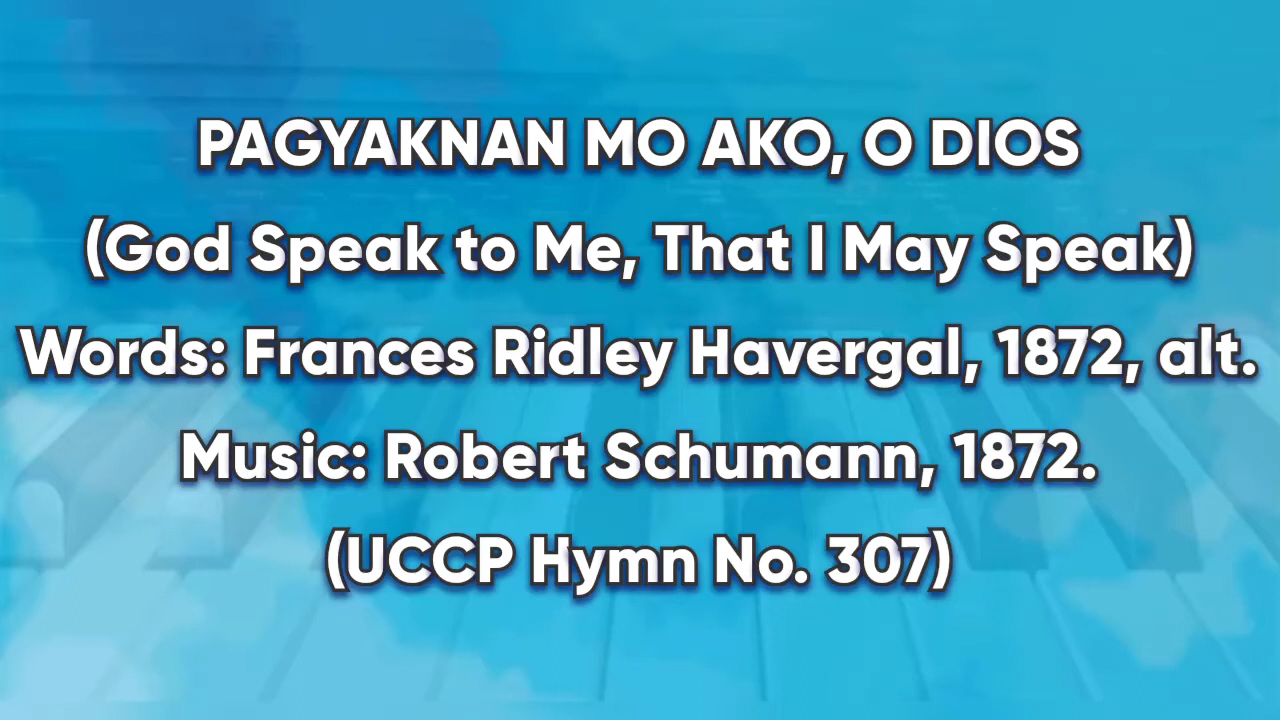 PAGYAKNAN MO AKO, O DIOS
(God Speak to Me, That I May Speak)
Words: Frances Ridley Havergal, 1872, alt.
Music: Robert Schumann, 1872.
(UCCP Hymn No. 307)